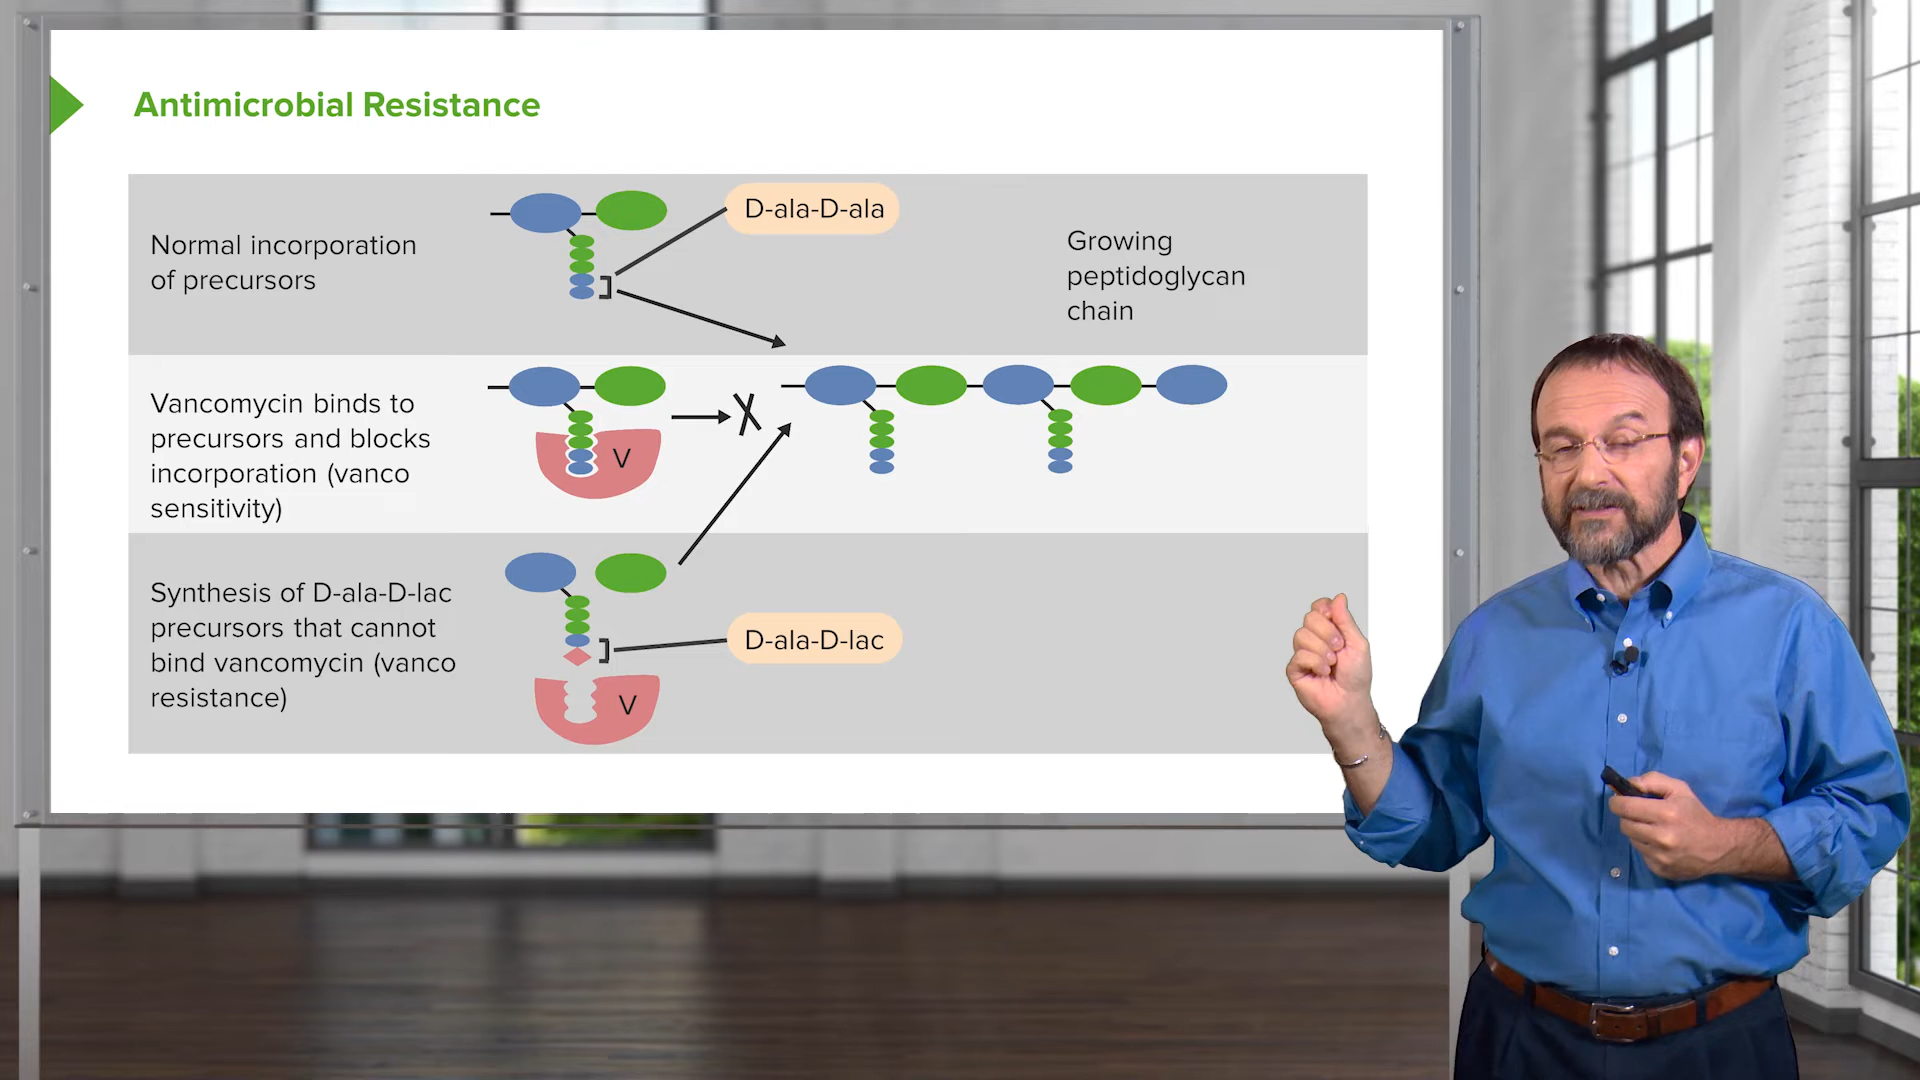 Antimicrobial Resistance
Normal incorporation
of precursors
D-ala-D-ala
Growing
peptidoglycan
chain
Vancomycin binds to
precursors and blocks
incorporation (vanco
sensitivity)
V
Synthesis of D-ala-D-lac
precursors that cannot
bind vancomycin (vanco
resistance)
D-ala-D-lac
V